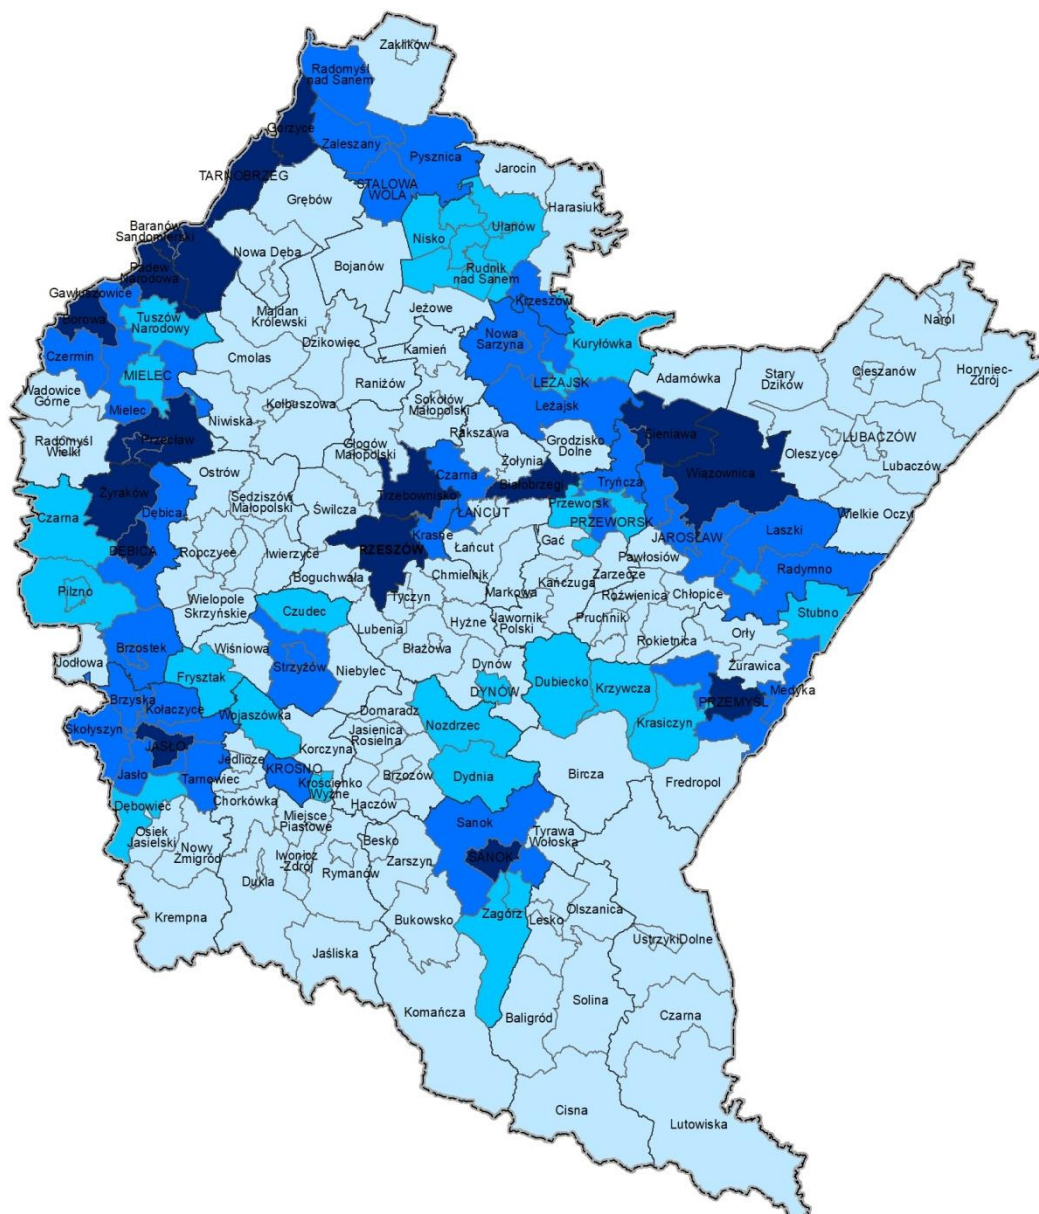 Zaklików
Radomyśl
nad Sanem
Gorzyce
Zaleszany
Pysznica
Jarocin
TARNOBRZEG
STALOWA
WOLA
Grębów
Harasiuki
Baranów
Sandomierski
Nisko
Ulanów
Nowa Dęba
Bojanów
Padew
Narodowa
Rudnik
nad Sanem
Gawłuszowice
Borowa
Tuszów
Narodowy
Majdan
Królewski
Jeżowe
Krzeszów
Narol
Czermin
Cmolas
Dzikowiec
Kamień
Nowa
Sarzyna
Kuryłówka
MIELEC
Wadowice
Górne
Raniżów
LEŻAJSK
Adamówka
Stary
Dzików
Cieszanów
Horyniec-
Zdrój
Mielec
Niwiska
Kolbuszowa
Sokołów
Małopolski
Leżajsk
Radomyśl
Wielki
Przecław
Głogów
Małopolski
Rakszawa
Grodzisko
Dolne
Sieniawa
Oleszyce
LUBACZÓW
Lubaczów
Ostrów
Żołynia
Wiązownica
Żyraków
Czarna
Dębica
Sędziszów
Małopolski
Świlcza
Trzebownisko
Czarna
Białobrzegi
Tryńcza
Przeworsk
PRZEWORSK
Wielkie Oczy
DĘBICA
Ropczyce
Iwierzyce
RZESZÓW
Krasne
ŁAŃCUT
Łańcut
Gać
JAROSŁAW
Laszki
Pawłosiów
Radymno
Pilzno
Boguchwała
Tyczyn
Chmielnik
Markowa
Kańczuga
Zarzecze
Roźwienica
Chłopice
Wielopole
Skrzyńskie
Czudec
Lubenia
Hyżne
Jawornik
Polski
Pruchnik
Rokietnica
Orły
Stubno
Jodłowa
Brzostek
Wiśniowa
Strzyżów
Niebylec
Błażowa
Dynów
DYNÓW
Dubiecko
Krzywcza
Żurawica
Medyka
PRZEMYŚL
Frysztak
Brzyska
Kołaczyce
Wojaszówka
Domaradz
Nozdrzec
Krasiczyn
Skołyszyn
JASŁO
Jasienica
Rosielna
Korczyna
Jedlicze
Jasło
Tarnowiec
KROSNO
Krościenko
Wyżne
Brzozów
Dydnia
Bircza
Fredropol
Dębowiec
Chorkówka
Haczów
Osiek
Jasielski
Nowy
Żmigród
Miejsce
Piastowe
Sanok
Tyrawa
Wołoska
Besko
Iwonicz
-Zdrój
Rymanów
Zarszyn
SANOK
Dukla
Krempna
Bukowsko
Zagórz
Lesko
Olszanica
UstrzykiDolne
Jaśliska
Komańcza
Baligród
Solina
Czarna
Cisna
Lutowiska